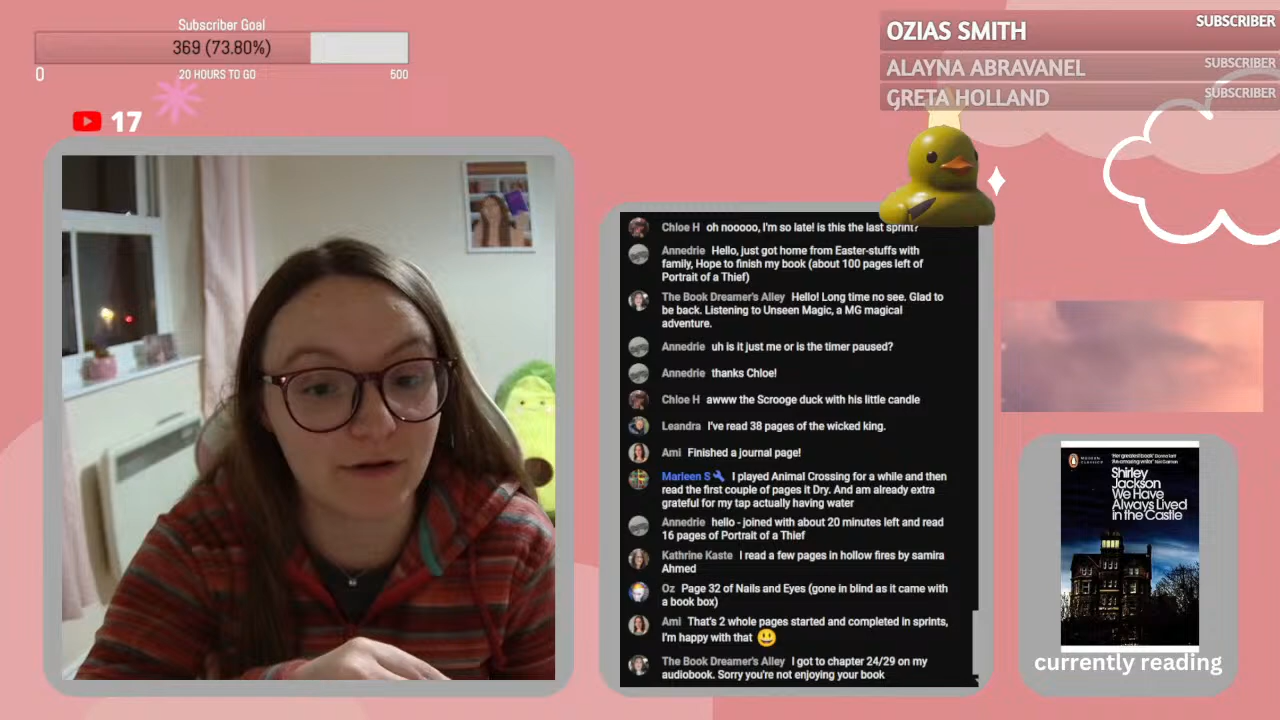 Subscriber Goal
369 (73.80%)
0
20 HOURS TO GO
500
17
OZIAS SMITH SUBSCRIBER
ALAYNA ABRAVANEL SUBSCRIBER
GRETA HOLLAND SUBSCRIBER
Chloe H oh nooooo, I'm so late! is this the last sprint?
Annedrie Hello, just got home from Easter-stuffs with
family, Hope to finish my book (about 100 pages left of
Portrait of a Thief)
The Book Dreamer's Alley Hello! Long time no see. Glad to
be back. Listening to Unseen Magic, a MG magical
adventure.
Annedrie uh is it just me or is the timer paused?
Annedrie thanks Chloe!
Chloe H awww the Scrooge duck with his little candle
Leandra I've read 38 pages of the wicked king.
Ami Finished a journal page!
Marleen S🔧 I played Animal Crossing for a while and then
read the first couple of pages it Dry. And am already extra
grateful for my tap actually having water
Annedrie hello - joined with about 20 minutes left and read
16 pages of Portrait of a Thief
Kathrine Kaste I read a few pages in hollow fires by samira
Ahmed
Oz Page 32 of Nails and Eyes (gone in blind as it came with
a book box)
Ami That's 2 whole pages started and completed in sprints,
I'm happy with that 😃
The Book Dreamer's Alley I got to chapter 24/29 on my
audiobook. Sorry you're not enjoying your book
Shirley
Jackson
We Have
Always Lived
in the Castle
currently reading